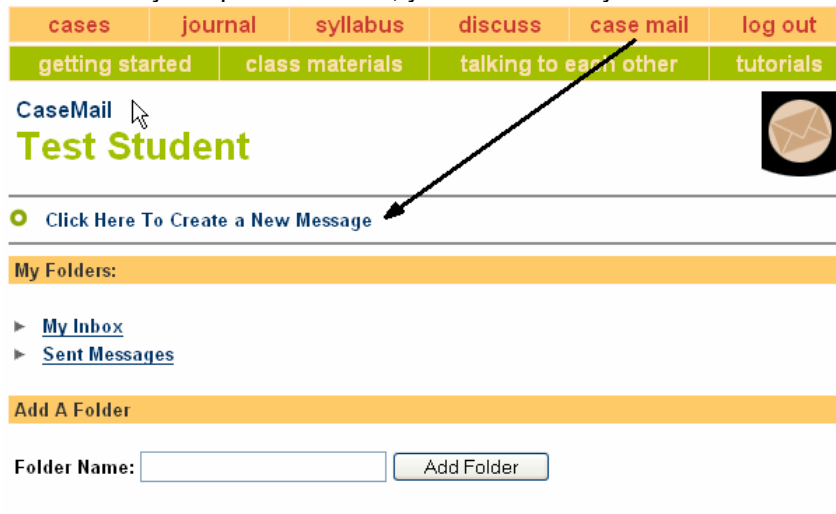 cases journal syllabus discuss case mail log out
getting started class materials talking to each other tutorials
CaseMail
Test Student
Click Here To Create a New Message
My Folders:
My Inbox
Sent Messages
Add A Folder
Folder Name: Add Folder